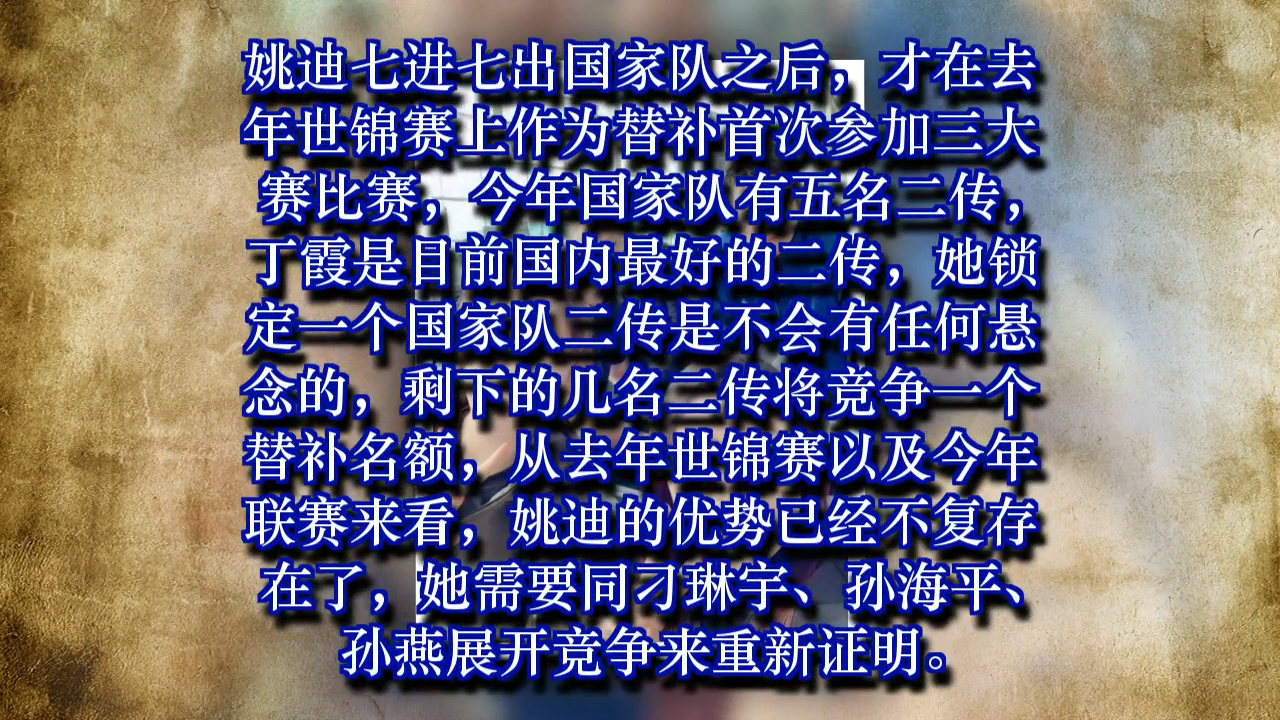 姚迪七进七出国家队之后，才在去
年世锦赛上作为替补首次参加三大
赛比赛，今年国家队有五名二传，
丁霞是目前国内最好的二传，她锁
定一个国家队二传是不会有任何悬
念的，剩下的几名二传将竞争一个
替补名额，从去年世锦赛以及今年
联赛来看，姚迪的优势已经不复存
在了，她需要同刁琳宇、孙海平、
孙燕展开竞争来重新证明。